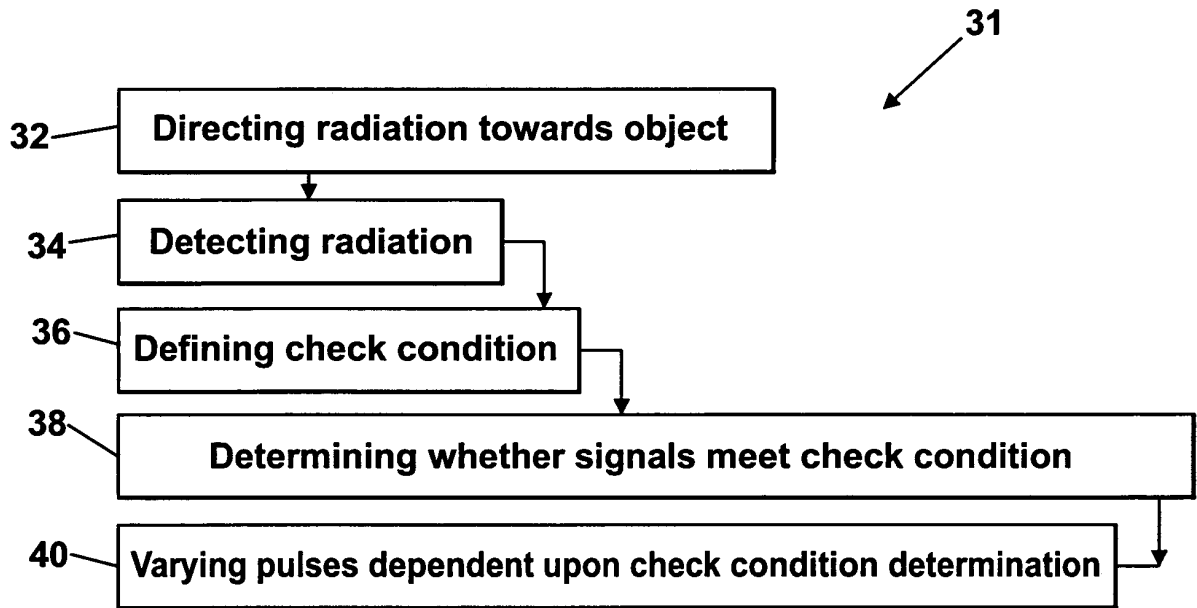 31
32
Directing radiation towards object
34
Detecting radiation
36
Defining check condition
38
Determining whether signals meet check condition
40
Varying pulses dependent upon check condition determination